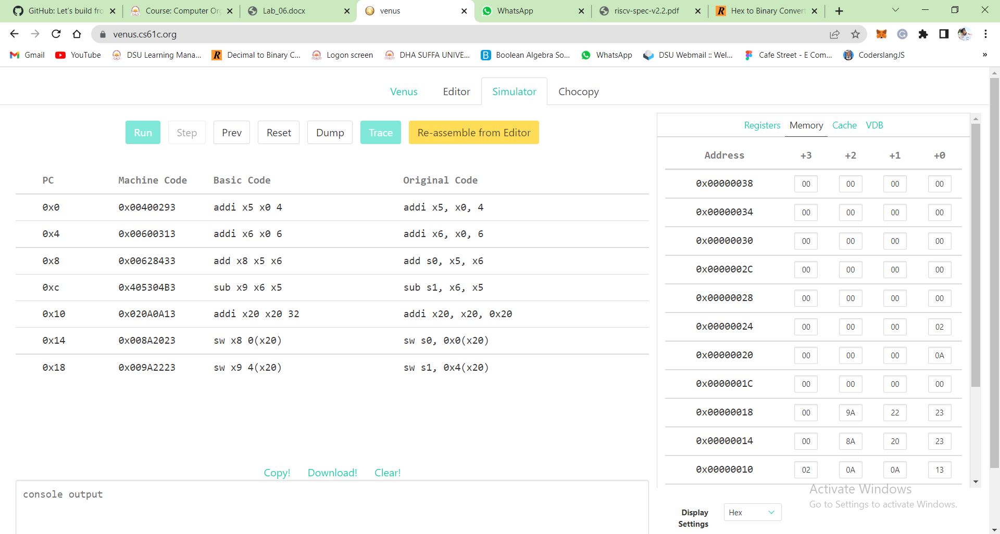 GitHub: Let's build fro
Course: Computer Org
Lab_06.docx
venus
WhatsApp
riscv-spec-v2.2.pdf
Hex to Binary Convert
venus.cs61c.org
Gmail
YouTube
DSU Learning Mana...
Decimal to Binary C...
Logon screen
DHA SUFFA UNIVE...
Boolean Algebra So...
WhatsApp
DSU Webmail :: Wel...
Cafe Street - E Com...
CoderslangJS
»
Venus Editor Simulator Chocopy
Run Step Prev Reset Dump Trace Re-assemble from Editor
PC Machine Code Basic Code Original Code
0x0 0x00400293 addi x5 x0 4 addi x5, x0, 4
0x4 0x00600313 addi x6 x0 6 addi x6, x0, 6
0x8 0x00628433 add x8 x5 x6 add s0, x5, x6
0xc 0x405304B3 sub x9 x6 x5 sub s1, x6, x5
0x10 0x020A0A13 addi x20 x20 32 addi x20, x20, 0x20
0x14 0x008A2023 sw x8 0(x20) sw s0, 0x0(x20)
0x18 0x009A2223 sw x9 4(x20) sw s1, 0x4(x20)
Copy! Download! Clear!
console output
Registers Memory Cache VDB
Address +3 +2 +1 +0
0x00000038 00 00 00 00
0x00000034 00 00 00 00
0x00000030 00 00 00 00
0x0000002C 00 00 00 00
0x00000028 00 00 00 00
0x00000024 00 00 00 02
0x00000020 00 00 00 0A
0x0000001C 00 00 00 00
0x00000018 00 9A 22 23
0x00000014 00 8A 20 23
0x00000010 02 0A 0A 13
Display Settings
Hex
Activate Windows
Go to Settings to activate Windows.